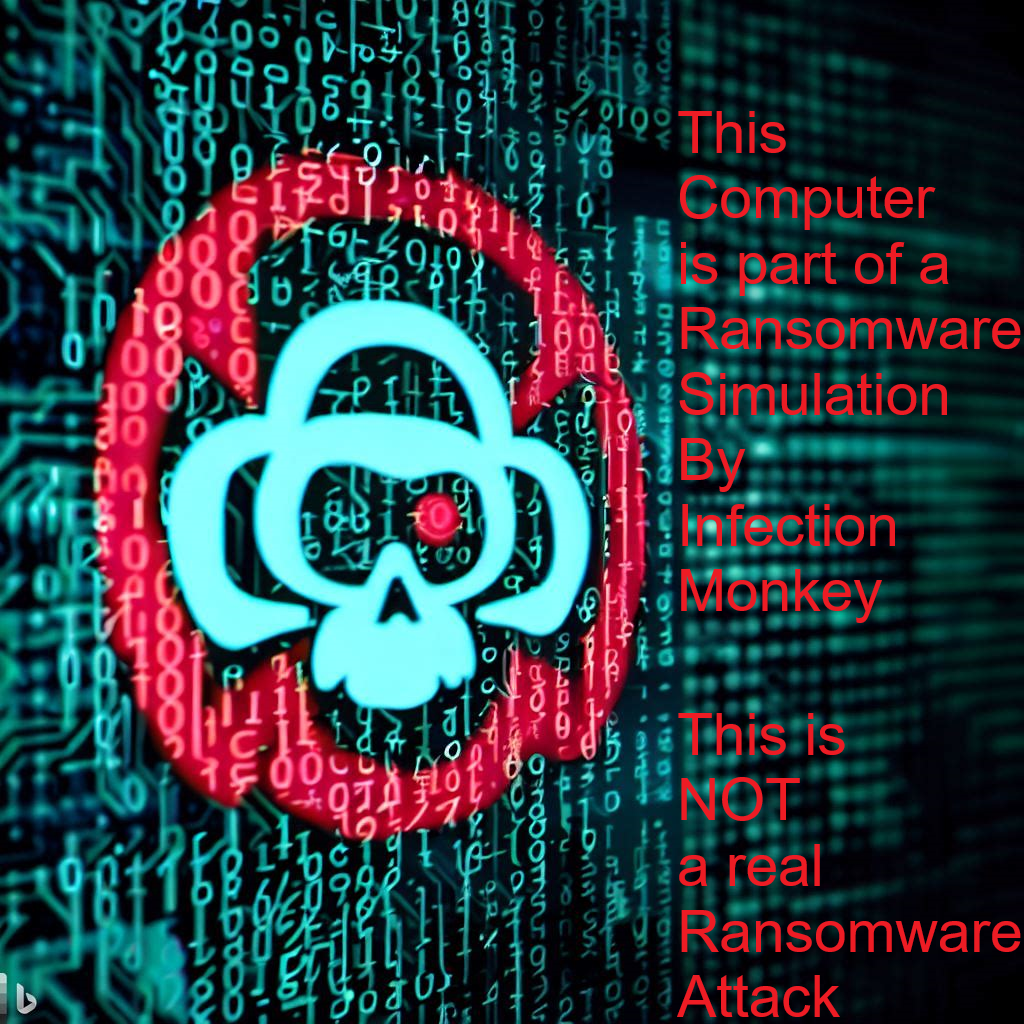 This
Computer
is part of a
Ransomware
Simulation
By
Infection
Monkey
This is
NOT
a real
Ransomware
Attack